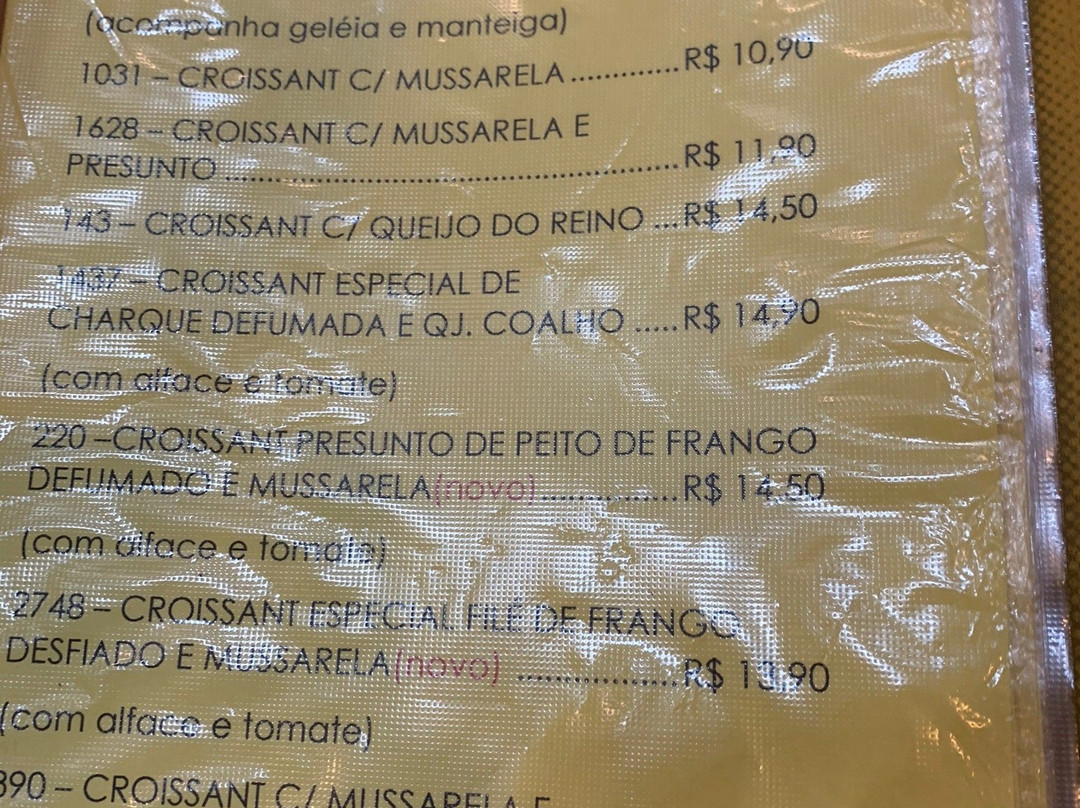 (acompanha geléia e manteiga)
1031 – CROISSANT C/ MUSSARELA .............R$ 10,90
1628 – CROISSANT C/ MUSSARELA E
PRESUNTO ......................................................R$ 11,90
143 – CROISSANT C/ QUEIJO DO REINO ...R$ 14,50
1437 – CROISSANT ESPECIAL DE
CHARQUE DEFUMADA E QJ. COALHO .....R$ 14,90
(com alface e tomate)
220 –CROISSANT PRESUNTO DE PEITO DE FRANGO
DEFUMADO E MUSSARELA(novo)................R$ 14.50
(com alface e tomate)
2748 – CROISSANT ESPECIAL FILÉ DE FRANGO
DESFIADO E MUSSARELA(novo) ..................R$ 13,90
(com alface e tomate)
390 – CROISSANT C/ MUSSARELA E